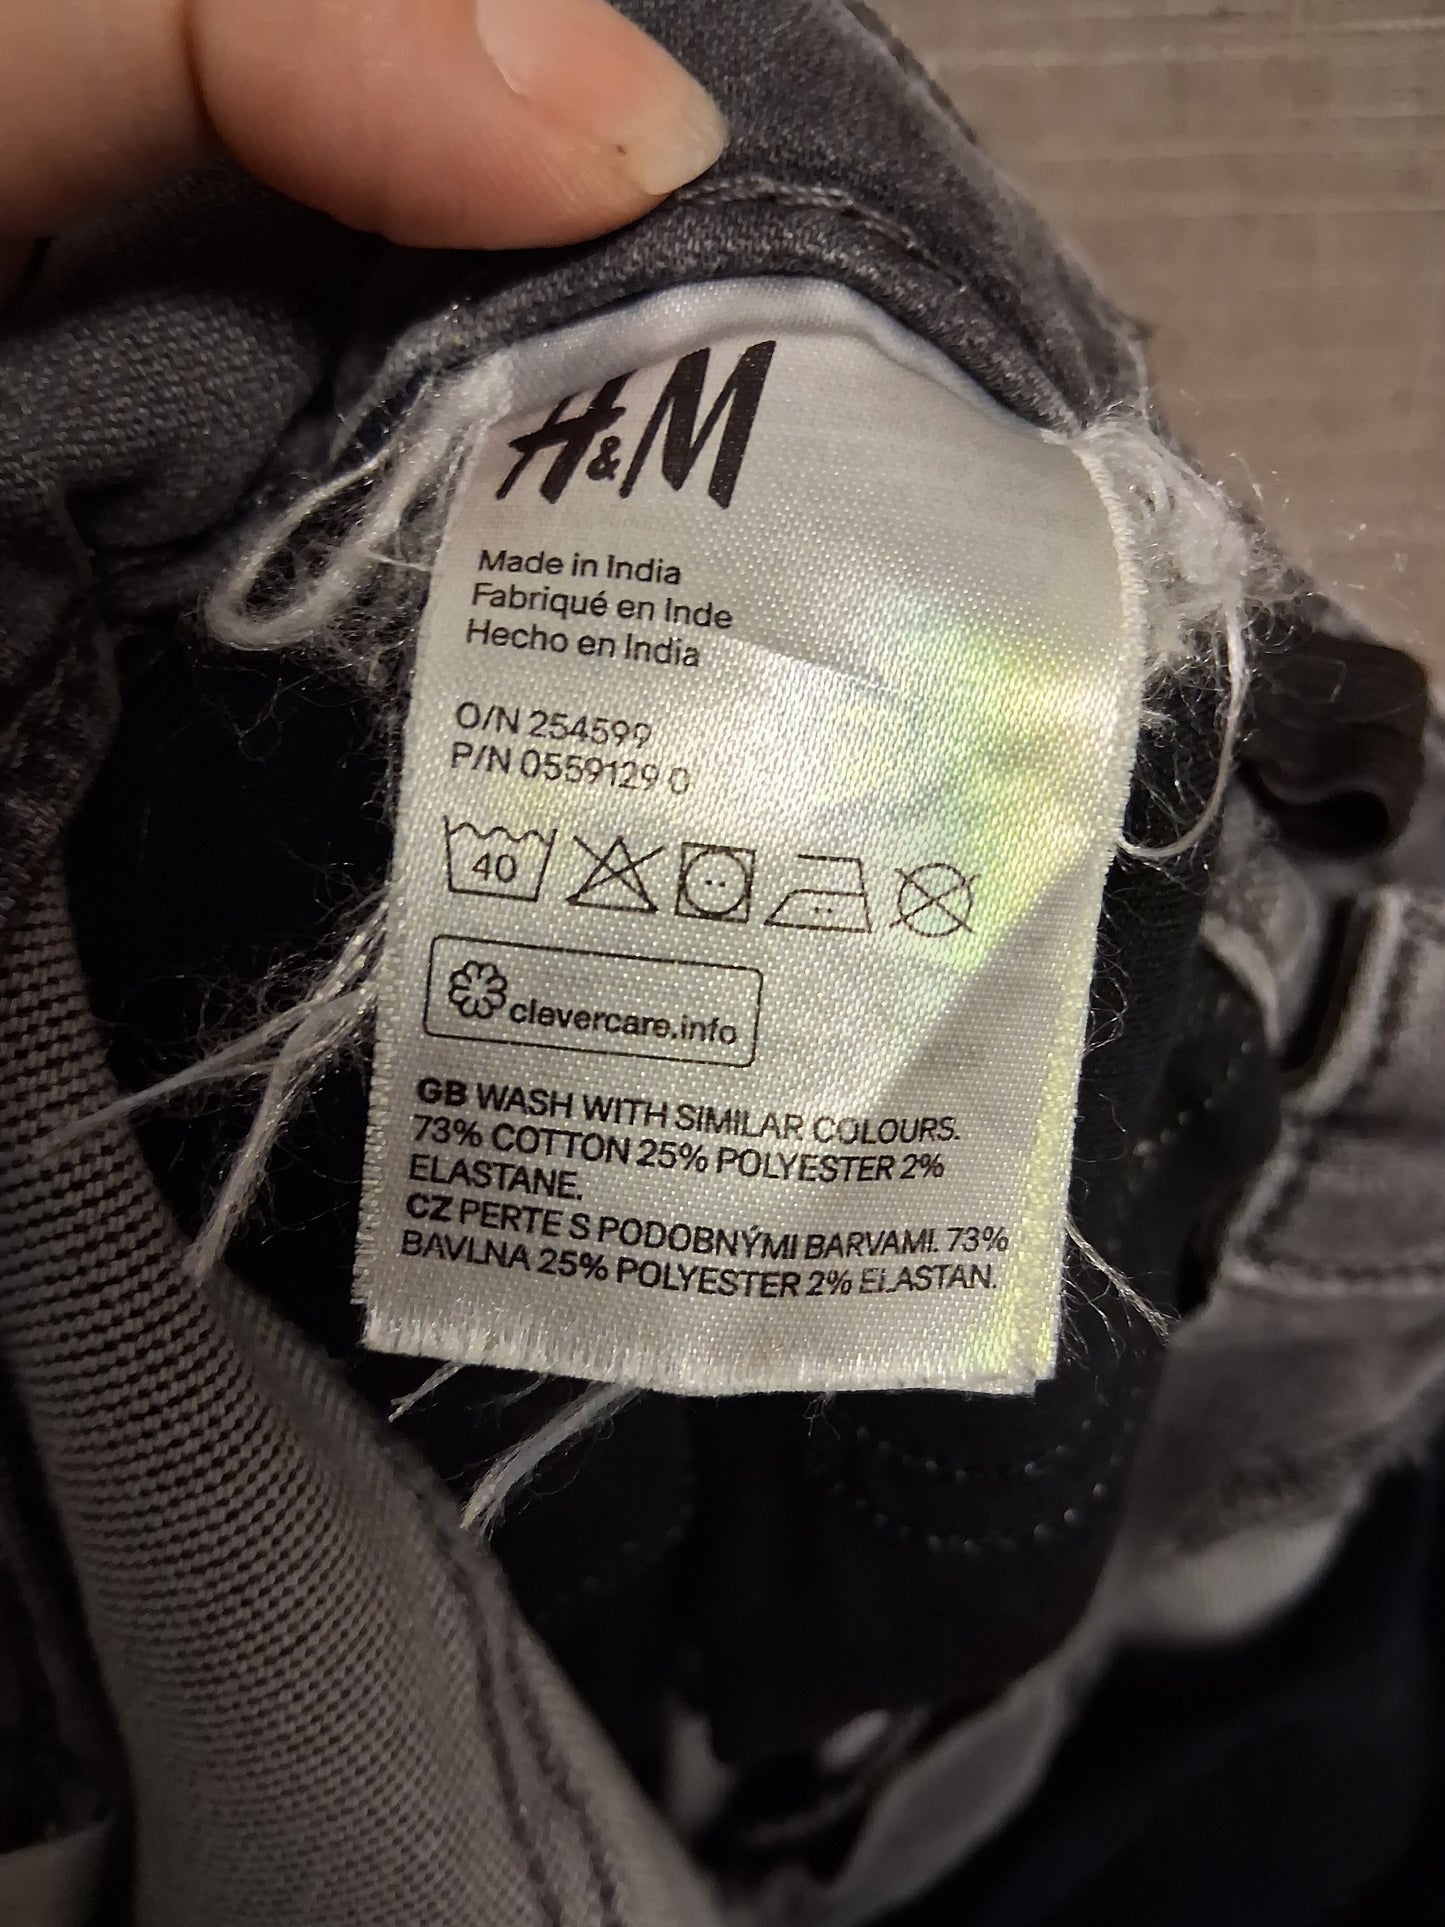 H&M
Made in India
Fabriqué en Inde
Hecho en India
O/N 254599
P/N 0559129 0
40
clevercare.info
GB WASH WITH SIMILAR COLOURS.
73% COTTON 25% POLYESTER 2%
ELASTANE.
CZ PERTE S PODOBNÝMI BARVAMI. 73%
BAVLNA 25% POLYESTER 2% ELASTAN.